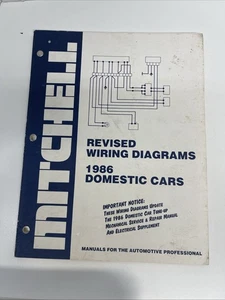 MITCHELL
REVISED
WIRING DIAGRAMS
1986
DOMESTIC CARS
IMPORTANT NOTICE:
THESE WIRING DIAGRAMS UPDATE
THE 1986 DOMESTIC CAR TUNE-UP
MECHANICAL SERVICE & REPAIR MANUAL
AND ELECTRICAL SUPPLEMENT
MANUALS FOR THE AUTOMOTIVE PROFESSIONAL